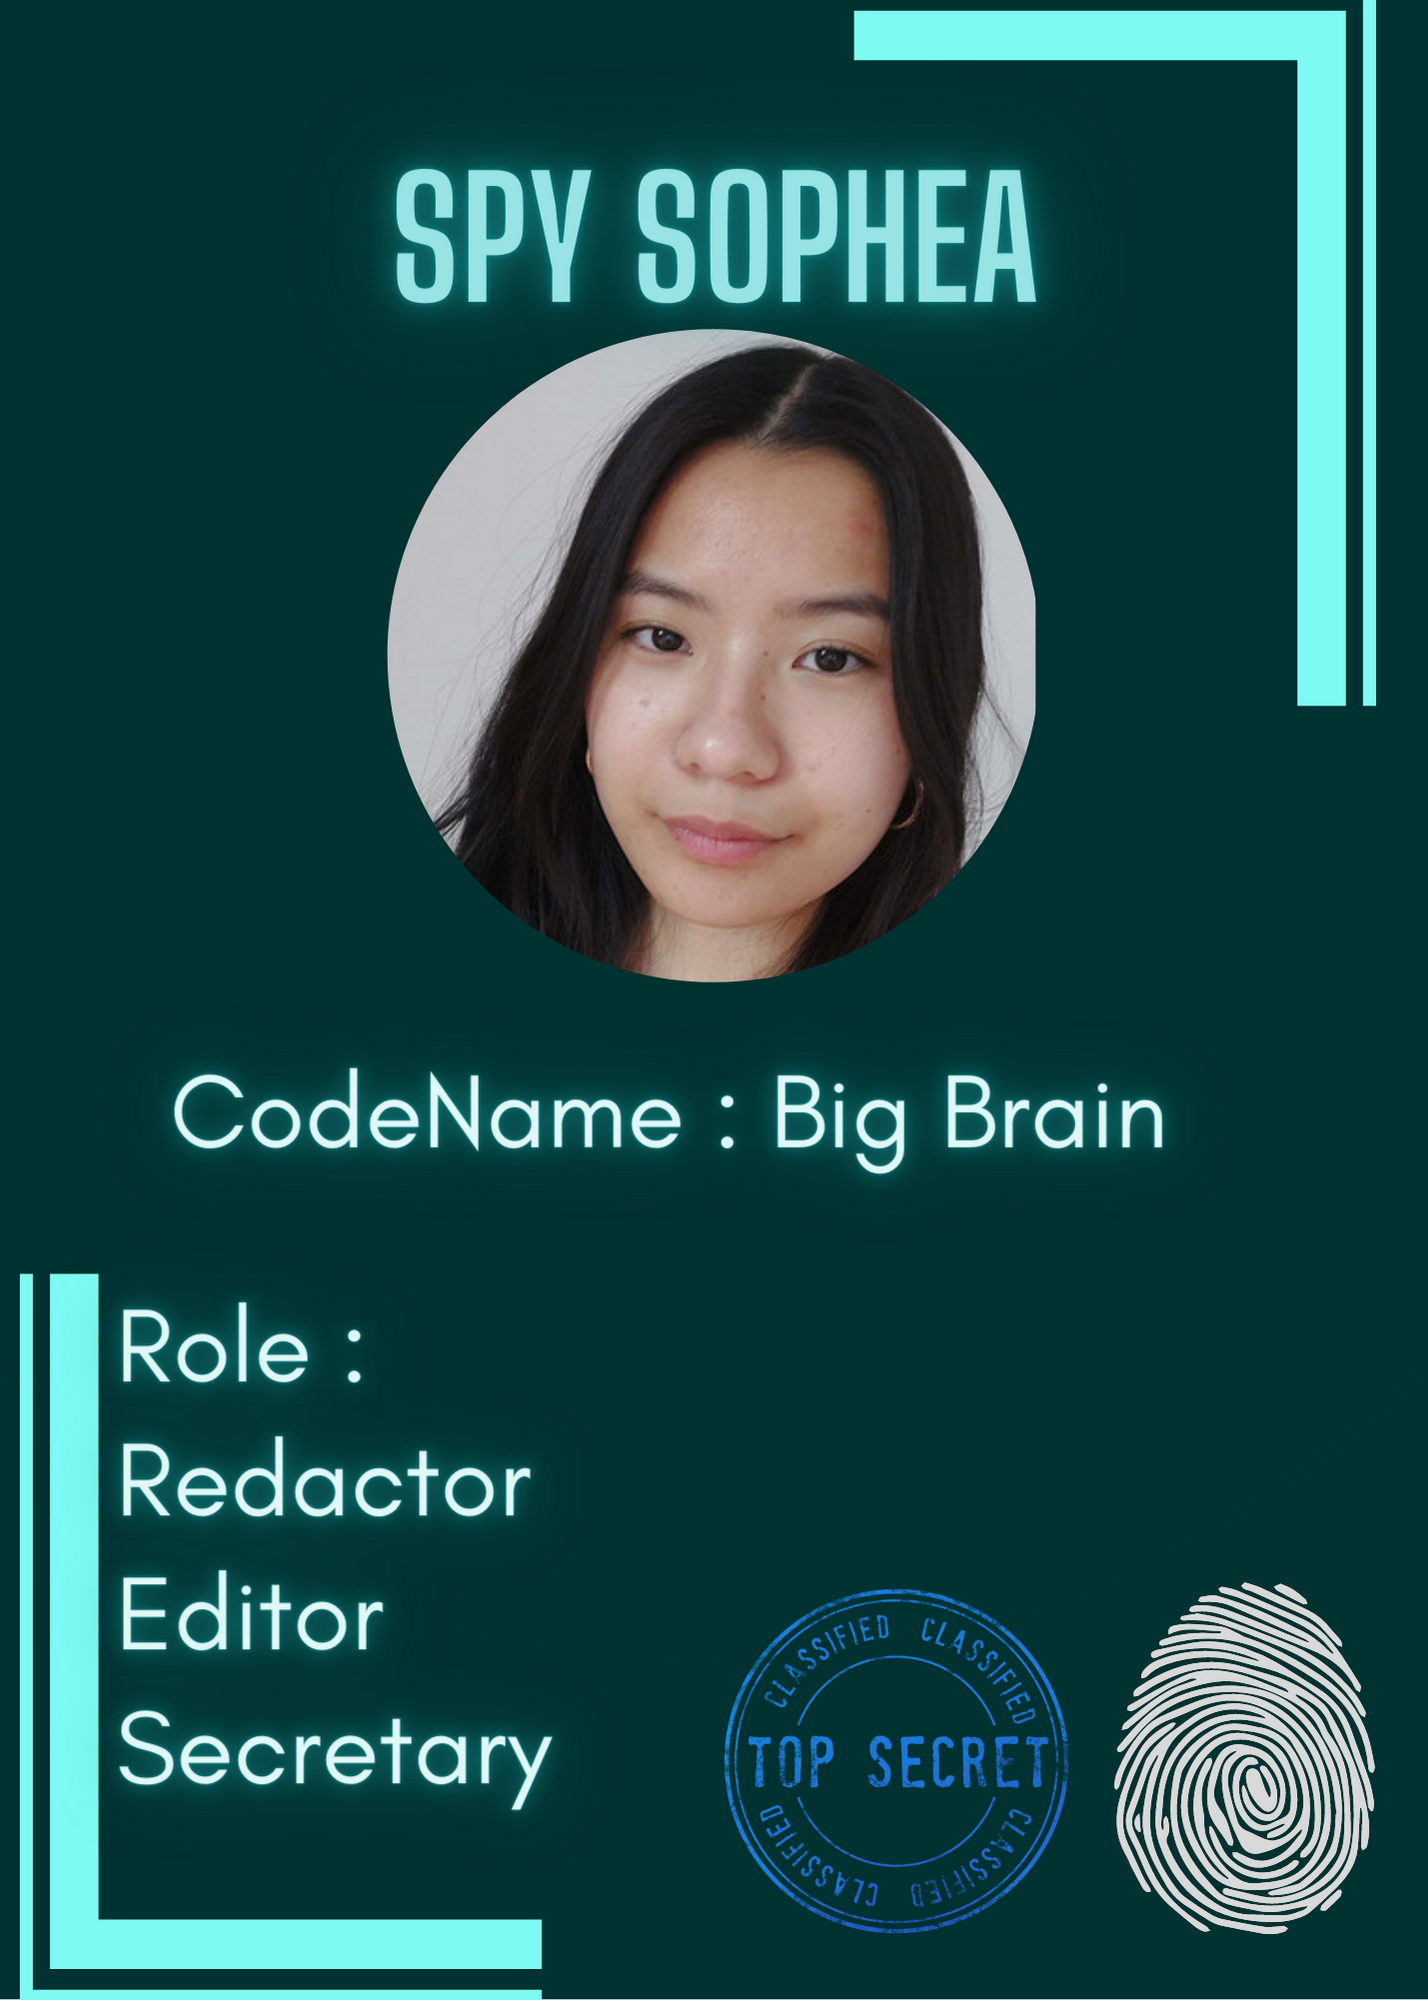 SPY SOPHEA
CodeName : Big Brain
Role :
Redactor
Editor
Secretary
CLASSIFIED CLASSIFIED
TOP SECRET
CLASSIFIED CLASSIFIED